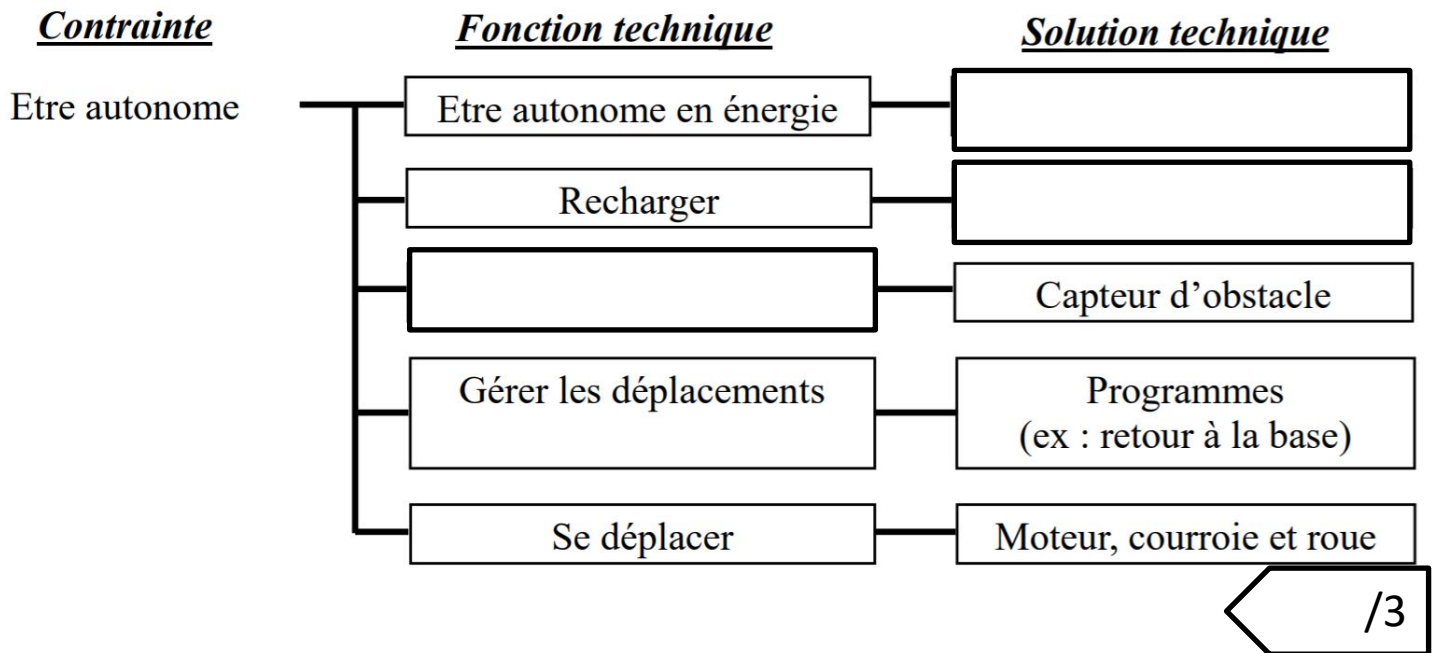 Contrainte
Fonction technique
Solution technique
Etre autonome
Etre autonome en énergie
Recharger
Capteur d’obstacle
Gérer les déplacements
Programmes
(ex : retour à la base)
Se déplacer
Moteur, courroie et roue
/3